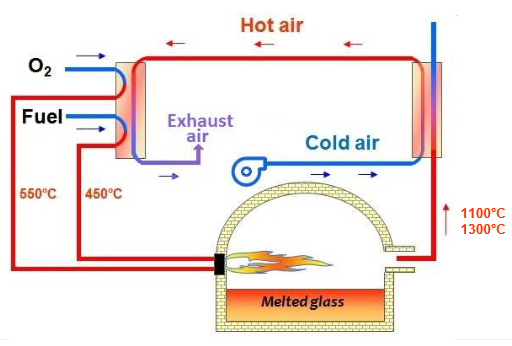 Hot air
O₂
Fuel
Exhaust
air
Cold air
550°C
450°C
1100°C
1300°C
Melted glass